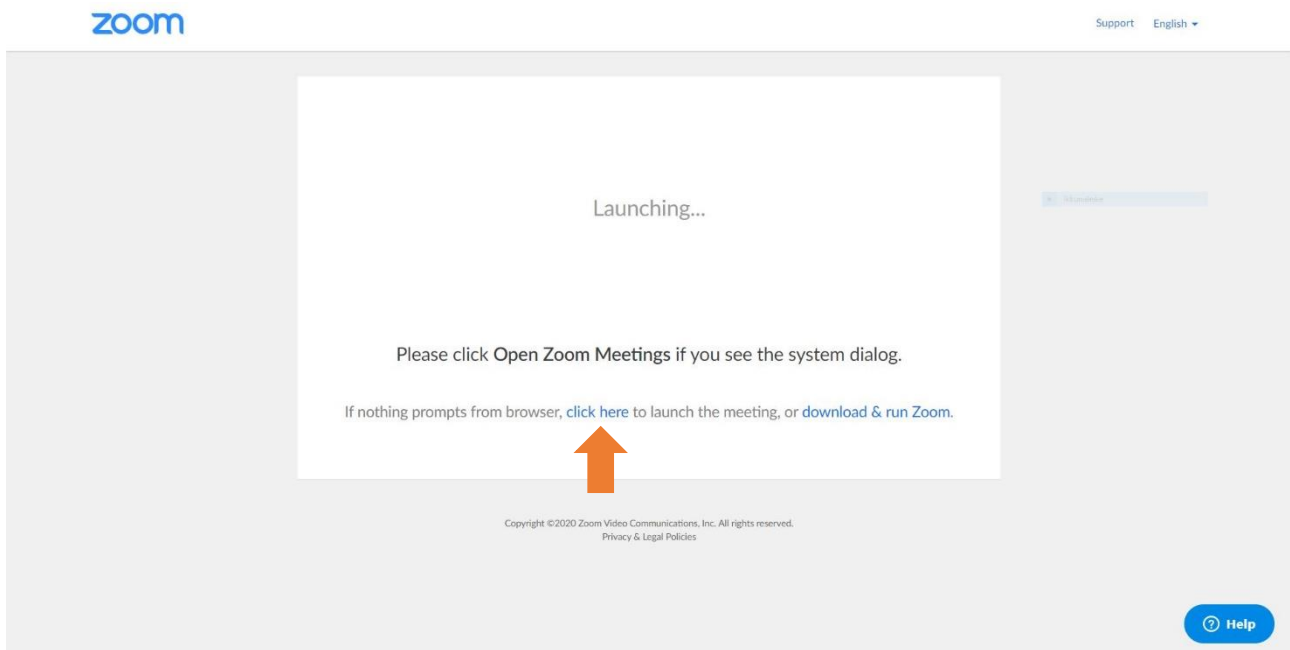 zoom
Support English
Launching...
Please click Open Zoom Meetings if you see the system dialog.
If nothing prompts from browser, click here to launch the meeting, or download & run Zoom.
Copyright ©2020 Zoom Video Communications, Inc. All rights reserved.
Privacy & Legal Policies
? Help